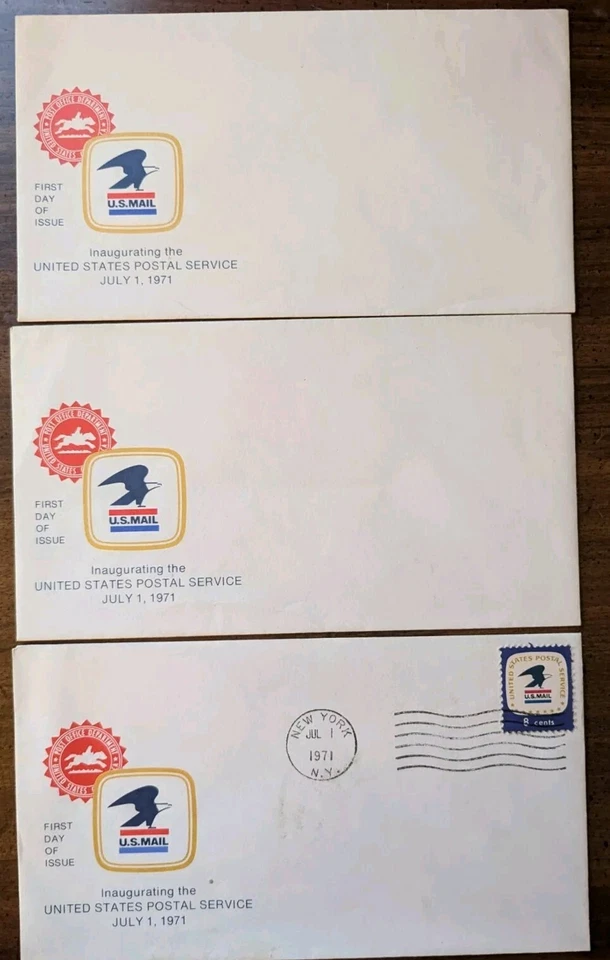 POST OFFICE DEPARTMENT
UNITED STATES
U.S.MAIL
FIRST
DAY
OF
ISSUE
Inaugurating the
UNITED STATES POSTAL SERVICE
JULY 1, 1971
POST OFFICE DEPARTMENT
UNITED STATES
U.S.MAIL
FIRST
DAY
OF
ISSUE
Inaugurating the
UNITED STATES POSTAL SERVICE
JULY 1, 1971
UNITED STATES POSTAL SERVICE
U.S.MAIL
8 cents
NEW YORK
JUL 1
1971
N.Y.
POST OFFICE DEPARTMENT
UNITED STATES
U.S.MAIL
FIRST
DAY
OF
ISSUE
Inaugurating the
UNITED STATES POSTAL SERVICE
JULY 1, 1971